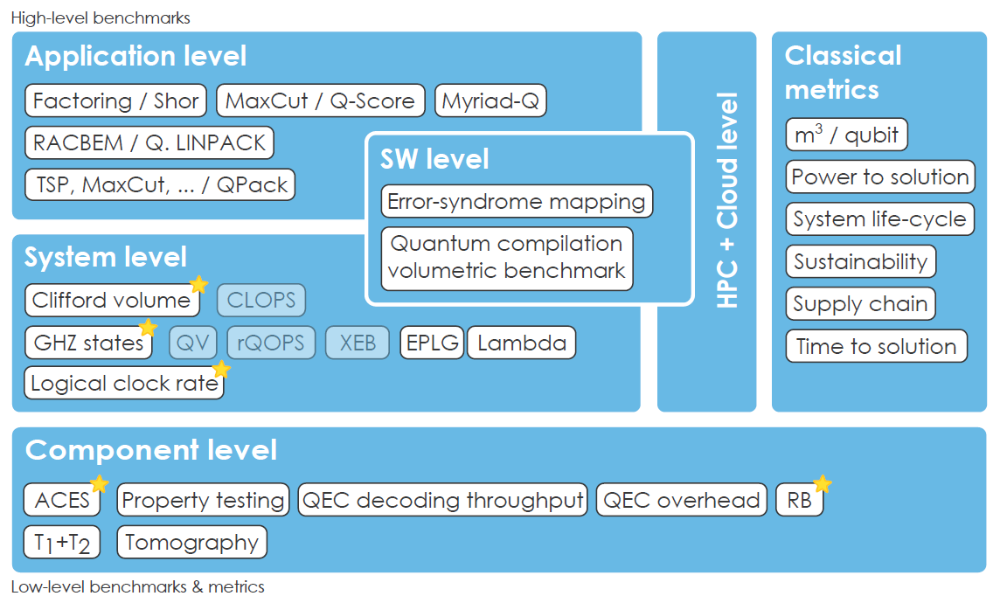 High-level benchmarks
Application level
Factoring / Shor
MaxCut / Q-Score
Myriad-Q
RACBEM / Q. LINPACK
TSP, MaxCut, ... / QPack
SW level
Error-syndrome mapping
Quantum compilation
volumetric benchmark
System level
Clifford volume
CLOPS
GHZ states
QV
rQOPS
XEB
EPLG
Lambda
Logical clock rate
HPC + Cloud level
Classical
metrics
m³ / qubit
Power to solution
System life-cycle
Sustainability
Supply chain
Time to solution
Component level
ACES
Property testing
QEC decoding throughput
QEC overhead
RB
T₁+T₂
Tomography
Low-level benchmarks & metrics